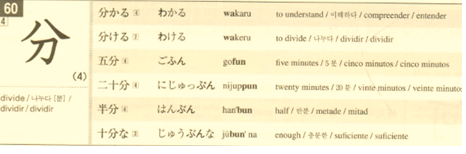 60
4
分
(4)
divide / 나누다 [분] /
dividir / dividir
分かる④ わかる wakaru to understand / 이해하다 / compreender / entender
分ける② わける wakeru to divide / 나누다 / dividir / dividir
五分④ ごふん gofun five minutes / 5 분 / cinco minutos / cinco minutos
二十分④ にじゅっぷん nijuppun twenty minutes / 20 분 / vinte minutos / veinte minutos
半分④ はんぶん han'bun half / 반분 / metade / mitad
十分な③ じゅうぶんな jūbun' na enough / 충분한 / suficiente / suficiente